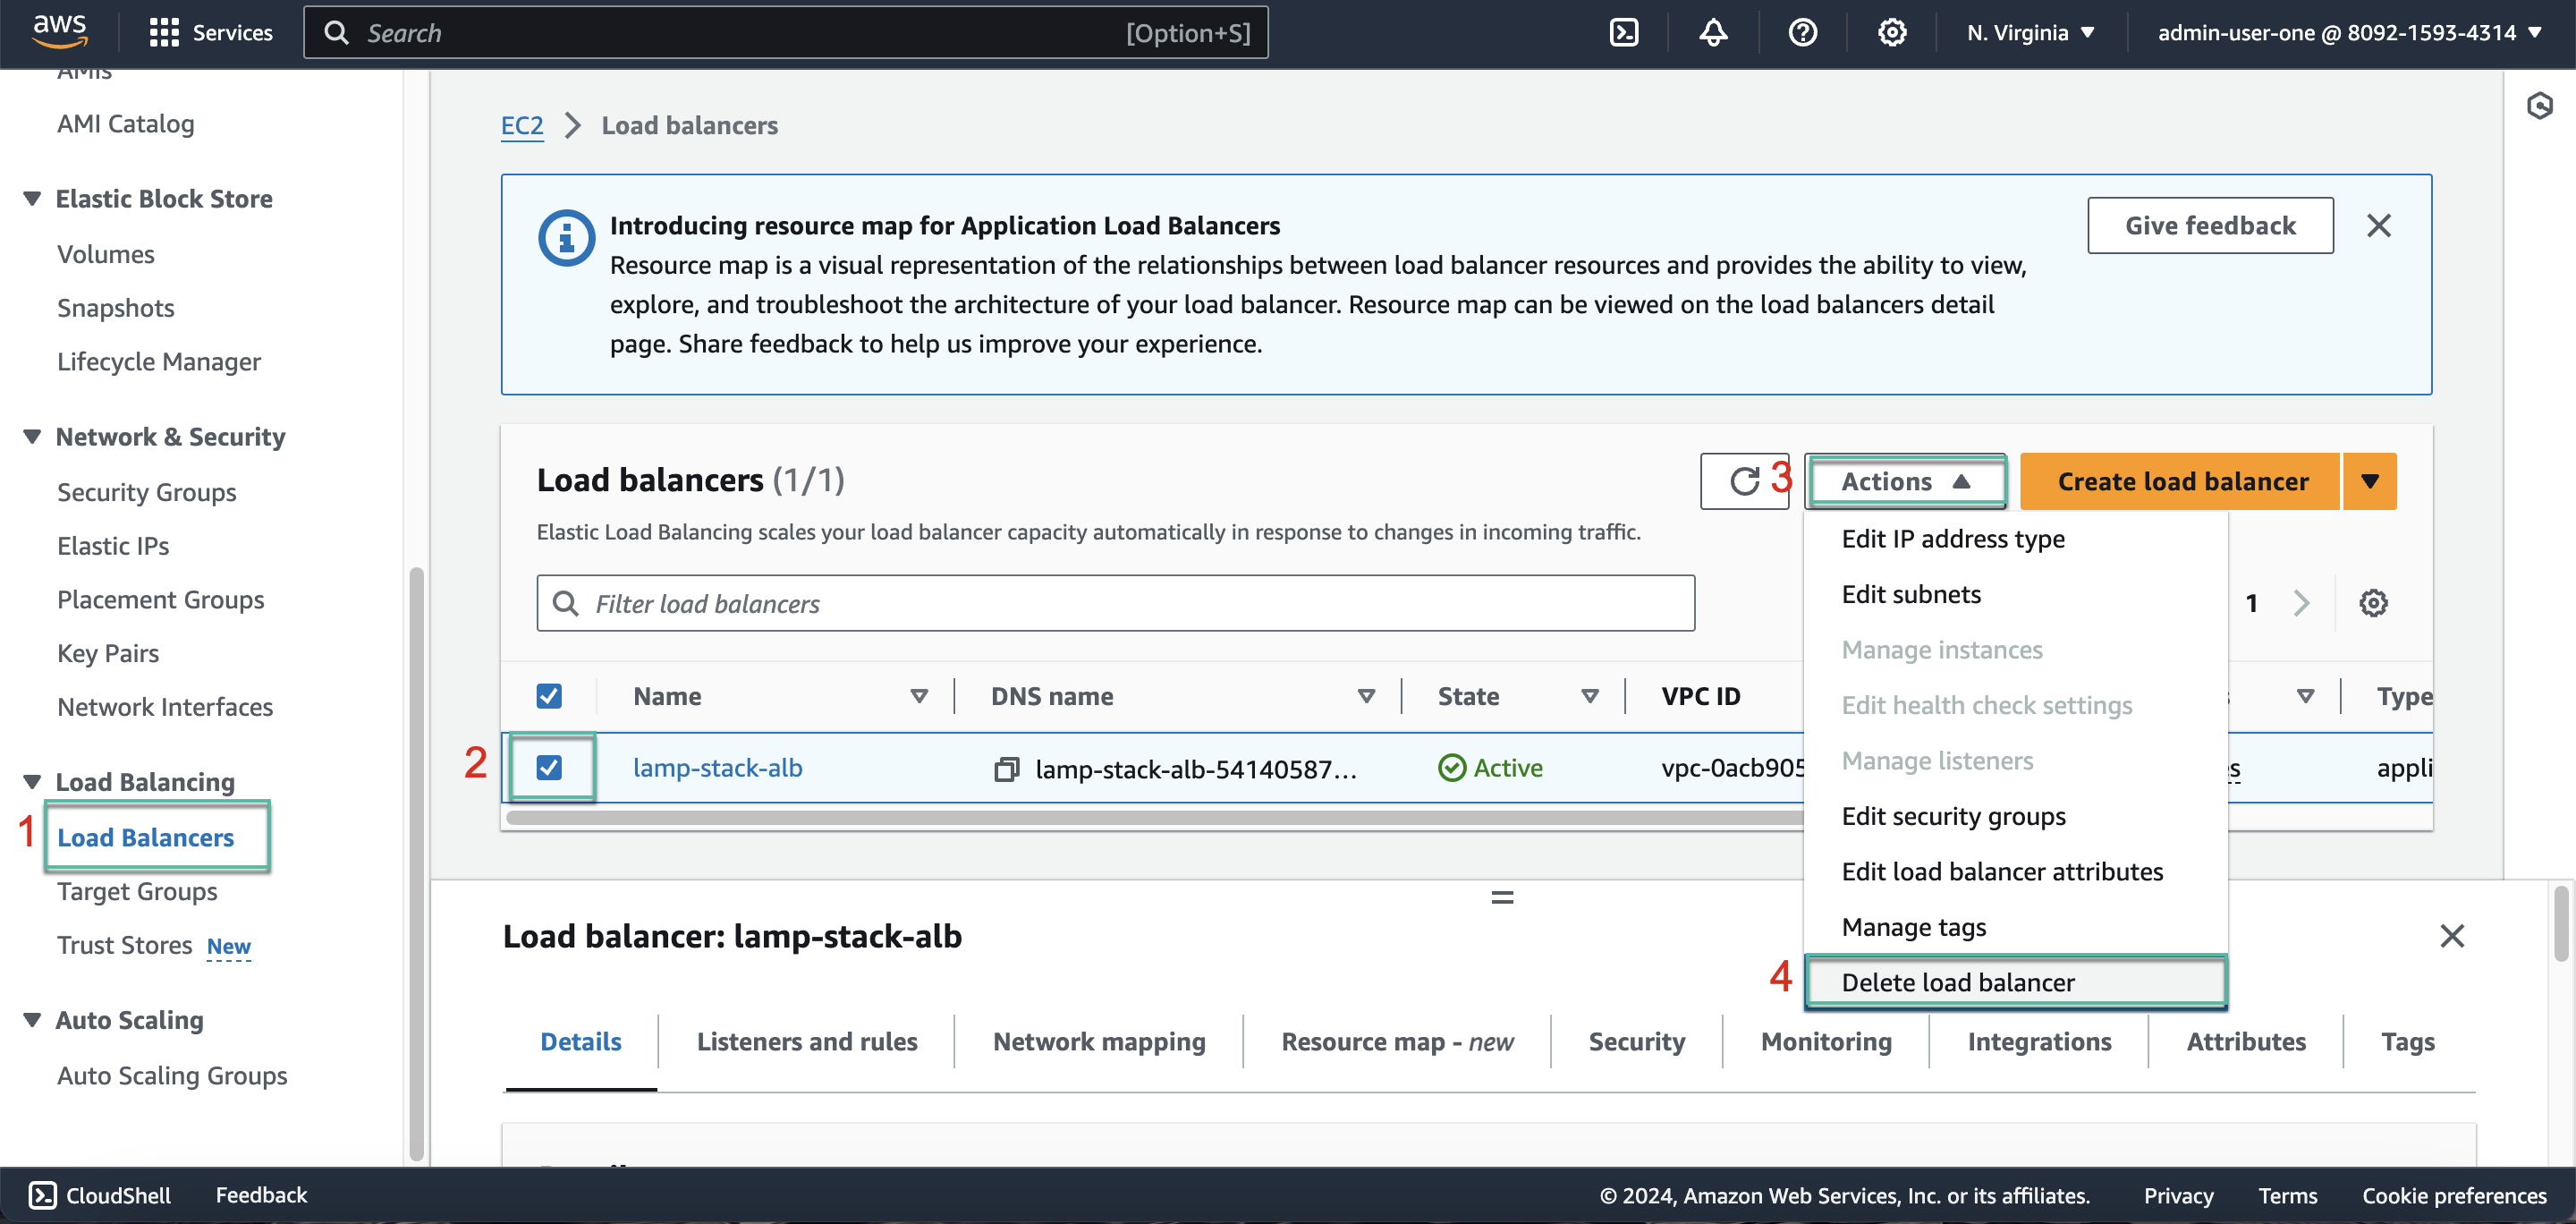 aws
Services
Search
[Option+S]
N. Virginia
admin-user-one @ 8092-1593-4314
AMIs
AMI Catalog
Elastic Block Store
Volumes
Snapshots
Lifecycle Manager
Network & Security
Security Groups
Elastic IPs
Placement Groups
Key Pairs
Network Interfaces
Load Balancing
1
Load Balancers
Target Groups
Trust Stores New
Auto Scaling
Auto Scaling Groups
EC2
Load balancers
Introducing resource map for Application Load Balancers
Resource map is a visual representation of the relationships between load balancer resources and provides the ability to view,
explore, and troubleshoot the architecture of your load balancer. Resource map can be viewed on the load balancers detail
page. Share feedback to help us improve your experience.
Give feedback
Load balancers (1/1)
3
Actions
Create load balancer
Elastic Load Balancing scales your load balancer capacity automatically in response to changes in incoming traffic.
Filter load balancers
1
Name
DNS name
State
VPC ID
Type
2
lamp-stack-alb
lamp-stack-alb-54140587...
Active
vpc-0acb905
appli
Edit IP address type
Edit subnets
Manage instances
Edit health check settings
Manage listeners
Edit security groups
Edit load balancer attributes
Manage tags
4
Delete load balancer
Load balancer: lamp-stack-alb
Details
Listeners and rules
Network mapping
Resource map - new
Security
Monitoring
Integrations
Attributes
Tags
CloudShell
Feedback
© 2024, Amazon Web Services, Inc. or its affiliates.
Privacy
Terms
Cookie preferences